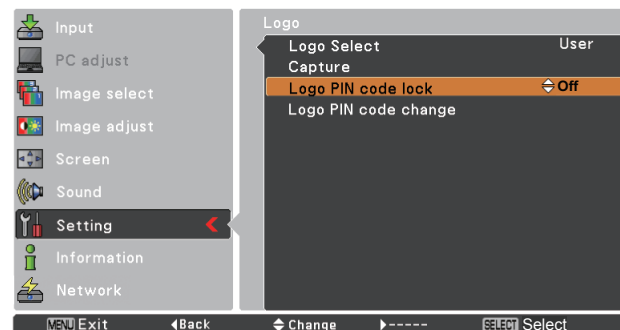 Input
PC adjust
Image select
Image adjust
Screen
Sound
Setting
Information
Network
Logo
Logo Select User
Capture
Logo PIN code lock Off
Logo PIN code change
MENU Exit Back Change ----- SELECT Select